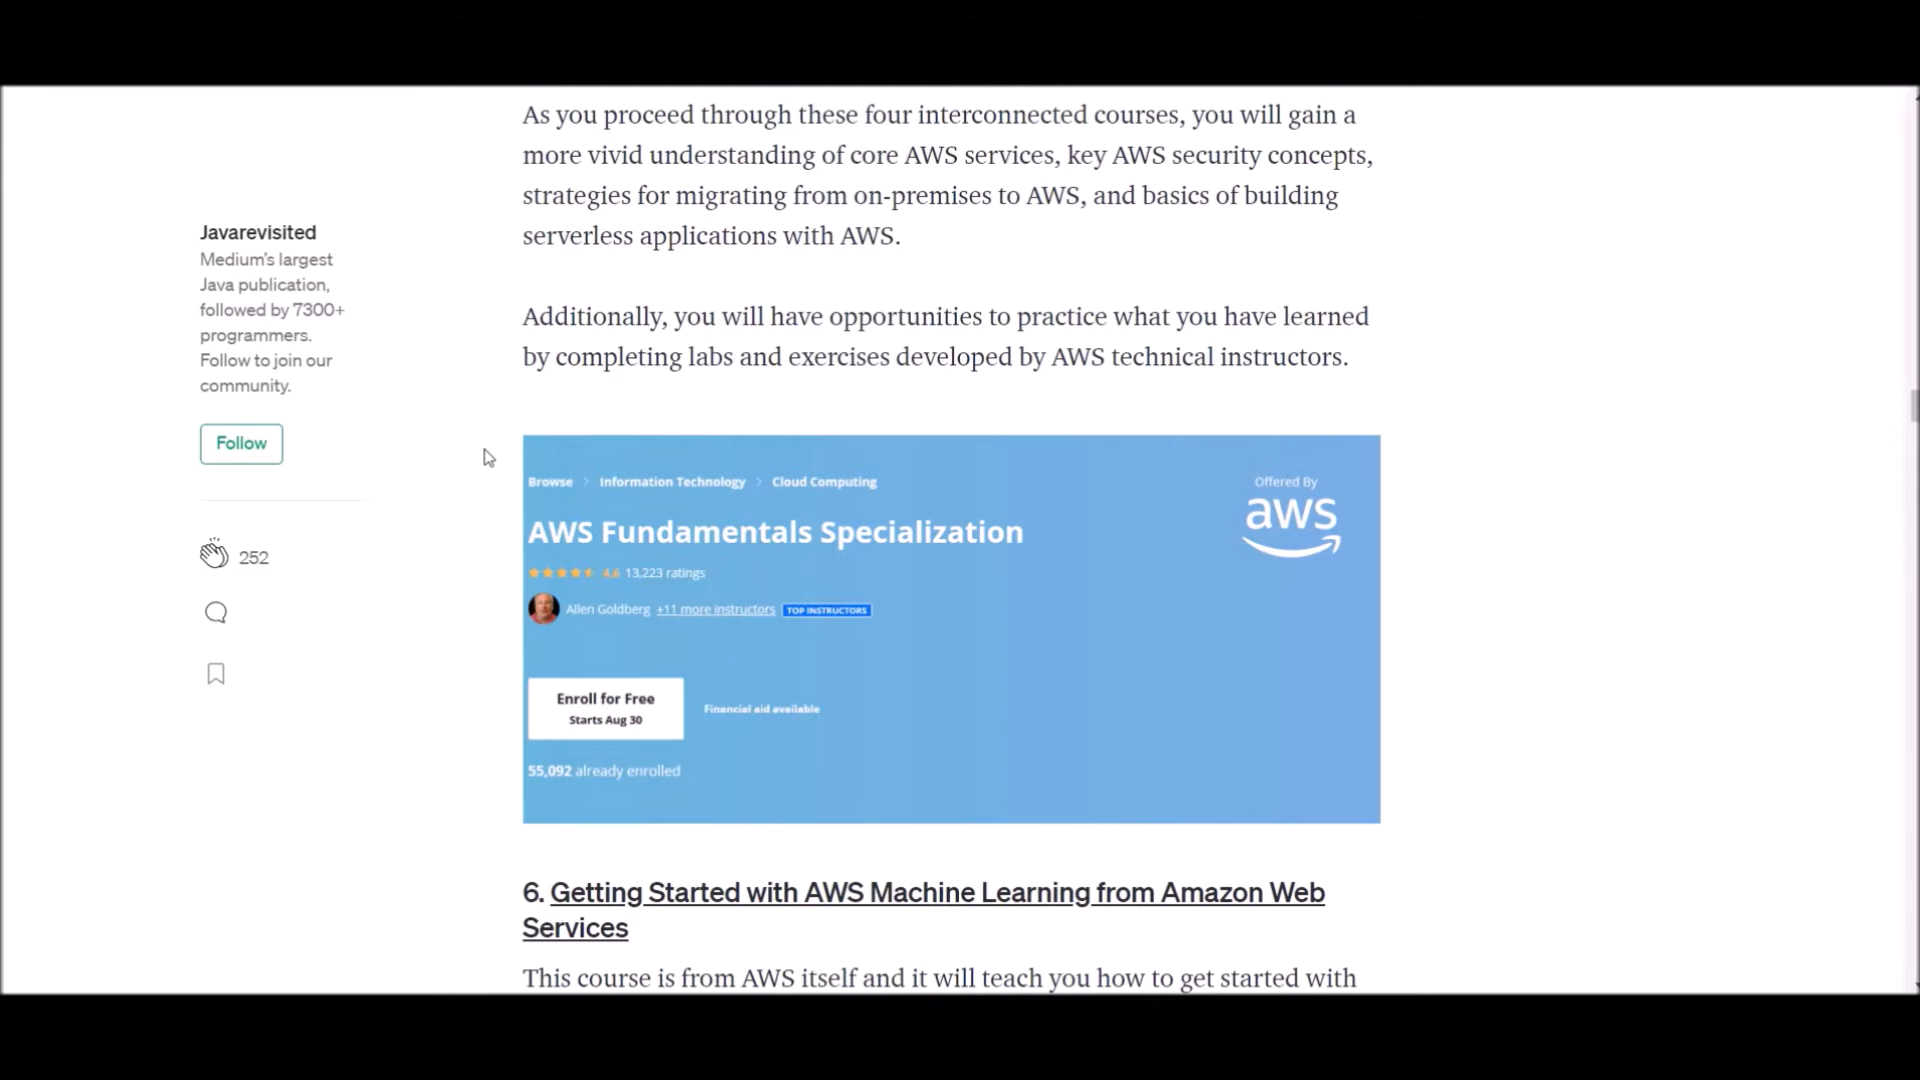 As you proceed through these four interconnected courses, you will gain a
more vivid understanding of core AWS services, key AWS security concepts,
strategies for migrating from on-premises to AWS, and basics of building
serverless applications with AWS.
Javarevisited
Medium's largest
Java publication,
followed by 7300+
programmers.
Follow to join our
community.
Follow
252
Additionally, you will have opportunities to practice what you have learned
by completing labs and exercises developed by AWS technical instructors.
Browse > Information Technology > Cloud Computing
Offered By
aws
AWS Fundamentals Specialization
4.6 13,223 ratings
Allen Goldberg +11 more instructors TOP INSTRUCTORS
Enroll for Free
Starts Aug 30
Financial aid available
55,092 already enrolled
6. Getting Started with AWS Machine Learning from Amazon Web
Services
This course is from AWS itself and it will teach you how to get started with